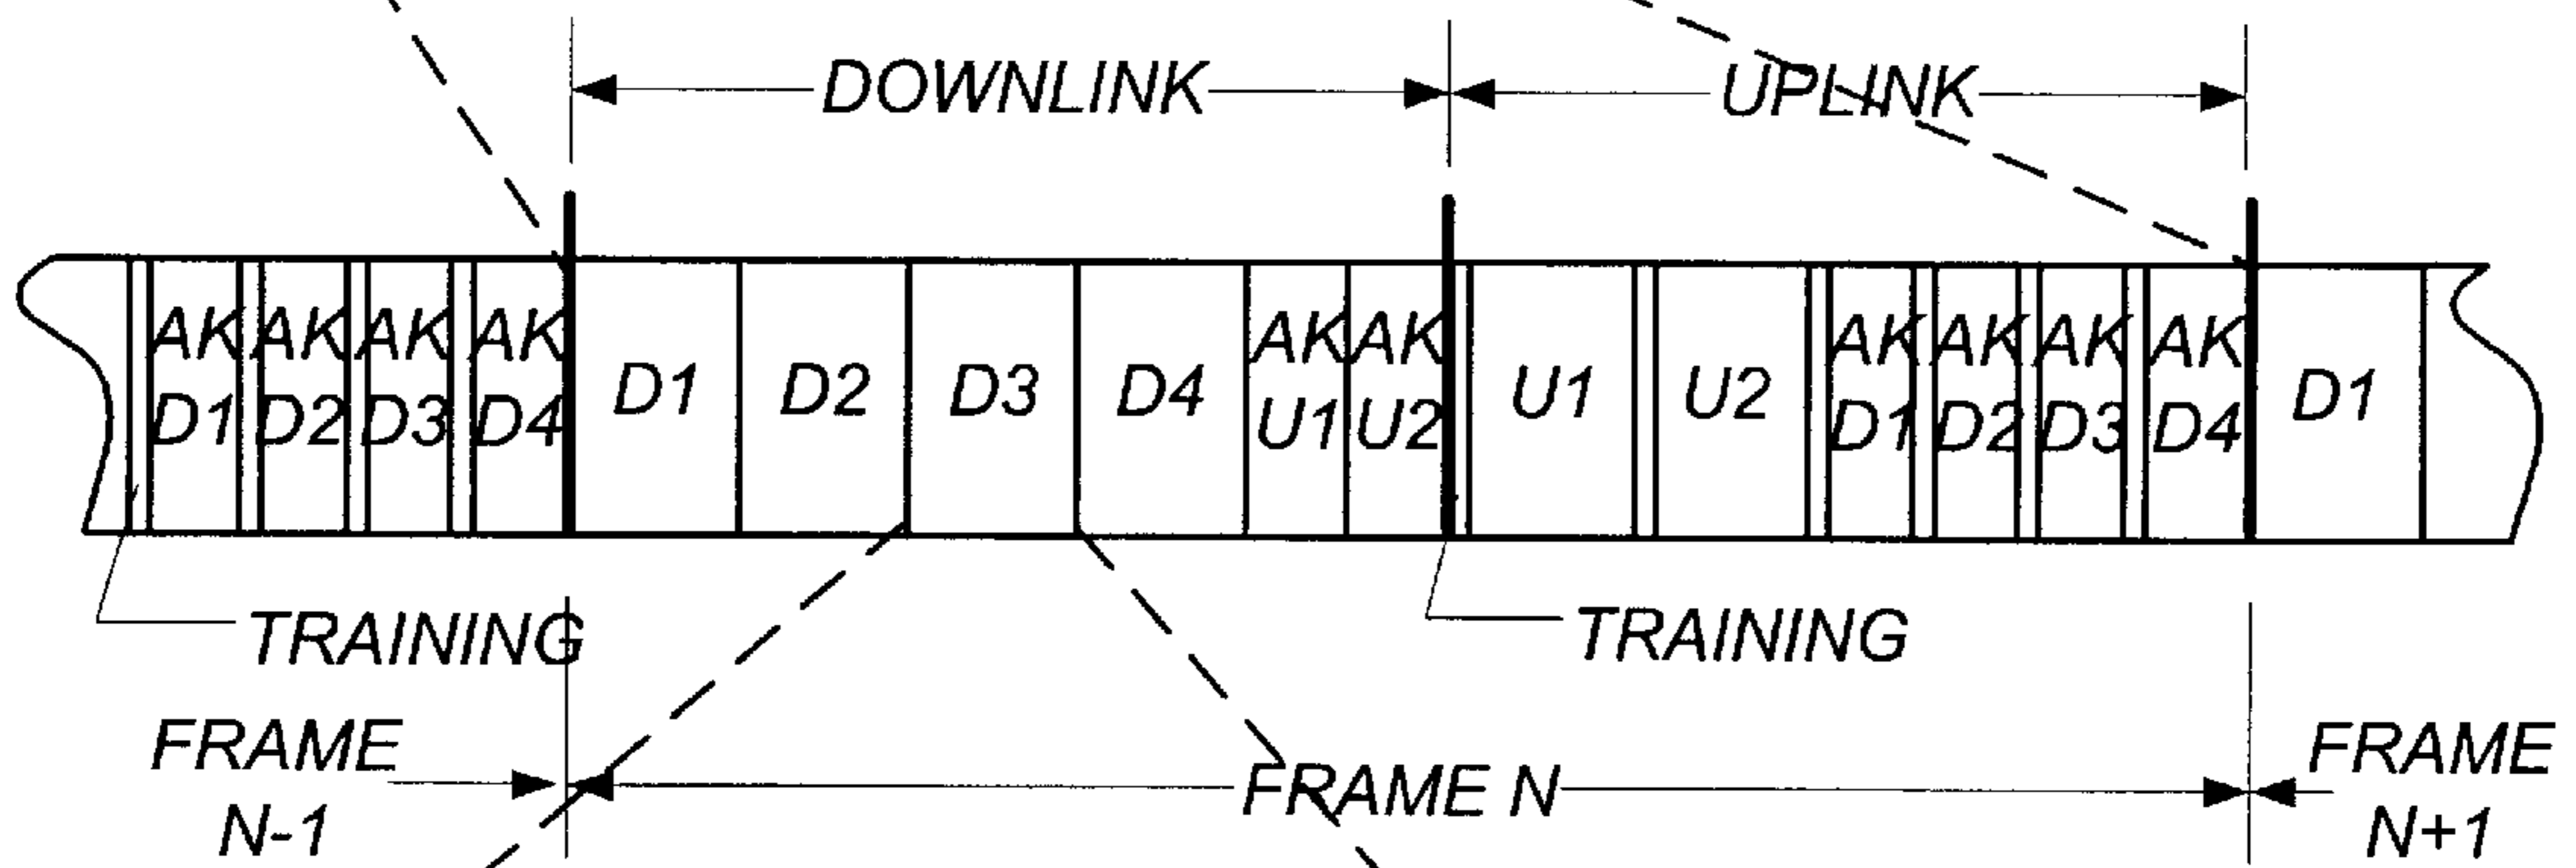 DOWNLINK UPLINK
AK AK AK AK AK AK AK AK AK AK
D1 D2 D3 D4 D1 D2 D3 D4 U1 U2 U1 U2 D1 D2 D3 D4 D1
TRAINING TRAINING
FRAME FRAME N FRAME
N-1 N+1